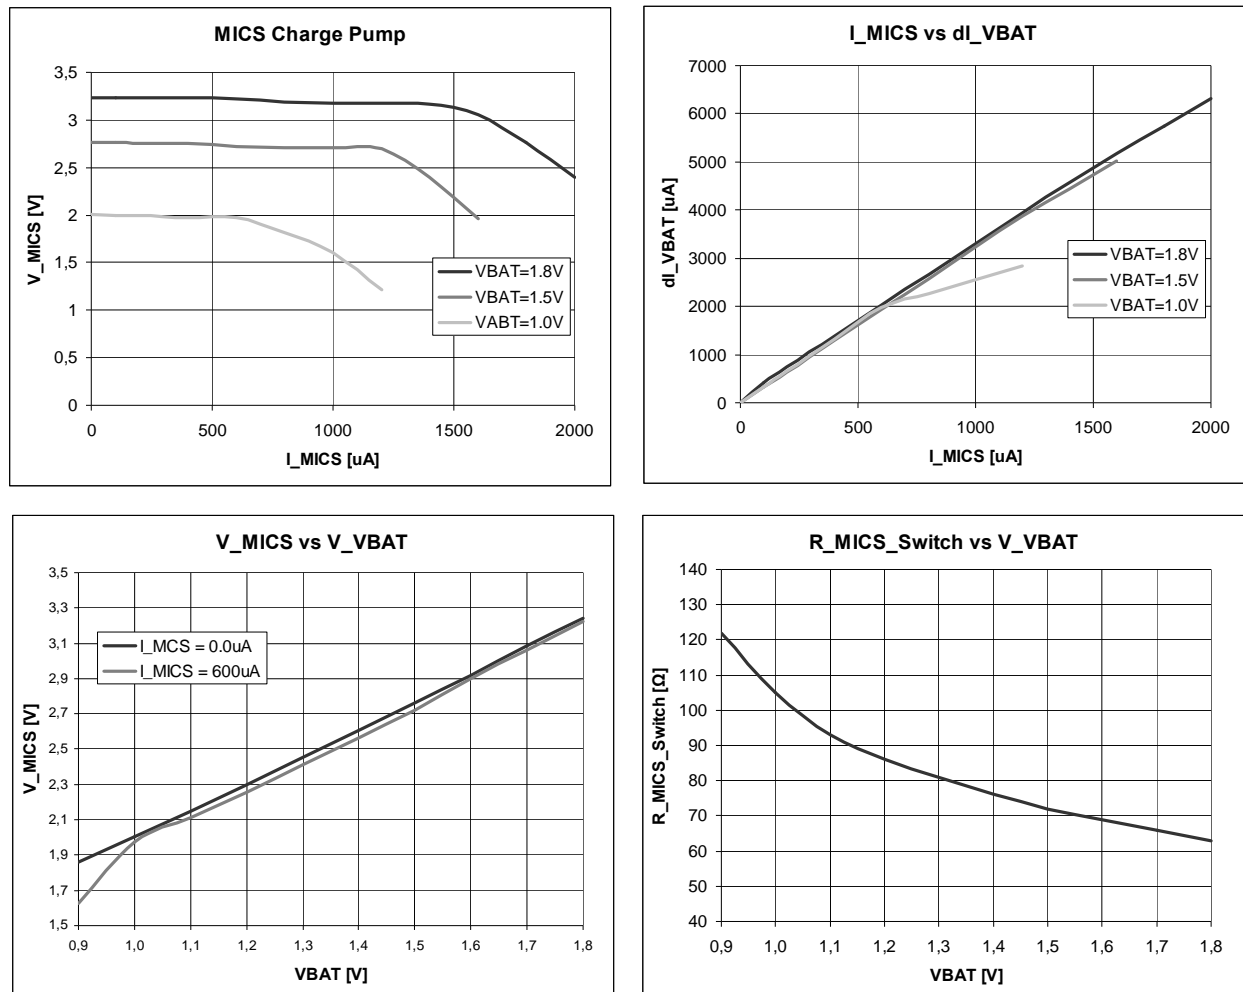 MICS Charge Pump
3,5
3
2,5
2
1,5
1
0,5
0
V_MICS [V]
VBAT=1.8V
VBAT=1.5V
VABT=1.0V
0 500 1000 1500 2000
I_MICS [uA]
I_MICS vs dI_VBAT
7000
6000
5000
4000
3000
2000
1000
0
dI_VBAT [uA]
VBAT=1.8V
VBAT=1.5V
VBAT=1.0V
0 500 1000 1500 2000
I_MICS [uA]
V_MICS vs V_VBAT
3,5
3,3
3,1
2,9
2,7
2,5
2,3
2,1
1,9
1,7
1,5
V_MICS [V]
I_MCS = 0.0uA
I_MICS = 600uA
0,9 1,0 1,1 1,2 1,3 1,4 1,5 1,6 1,7 1,8
VBAT [V]
R_MICS_Switch vs V_VBAT
140
130
120
110
100
90
80
70
60
50
40
R_MICS_Switch [Ω]
0,9 1,0 1,1 1,2 1,3 1,4 1,5 1,6 1,7 1,8
VBAT [V]